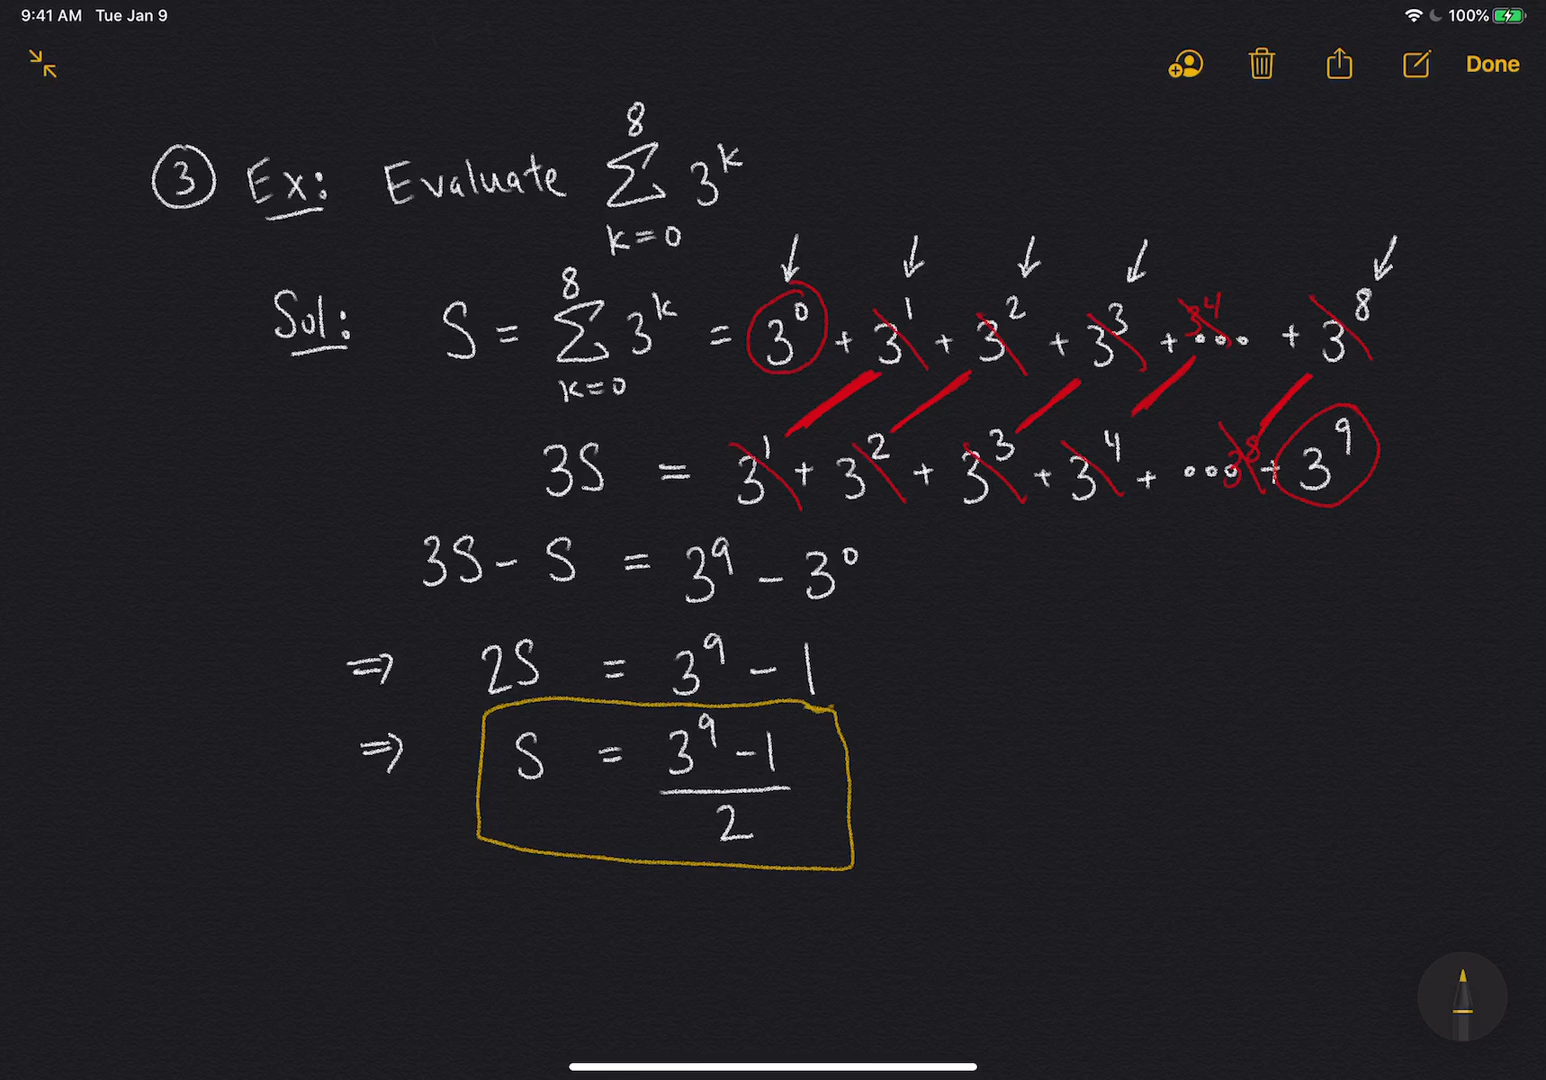 9:41 AM Tue Jan 9 100%
Done
③ Ex: Evaluate 8 ∑ k=0 3^k
Sol: S = 8 ∑ k=0 3^k = 3^0 + 3^1 + 3^2 + 3^3 + 3^4 ... + 3^8
3S = 3^1 + 3^2 + 3^3 + 3^4 + ... 3^8 + 3^9
3S - S = 3^9 - 3^0
⇒ 2S = 3^9 - 1
⇒ S = 3^9 - 1
2